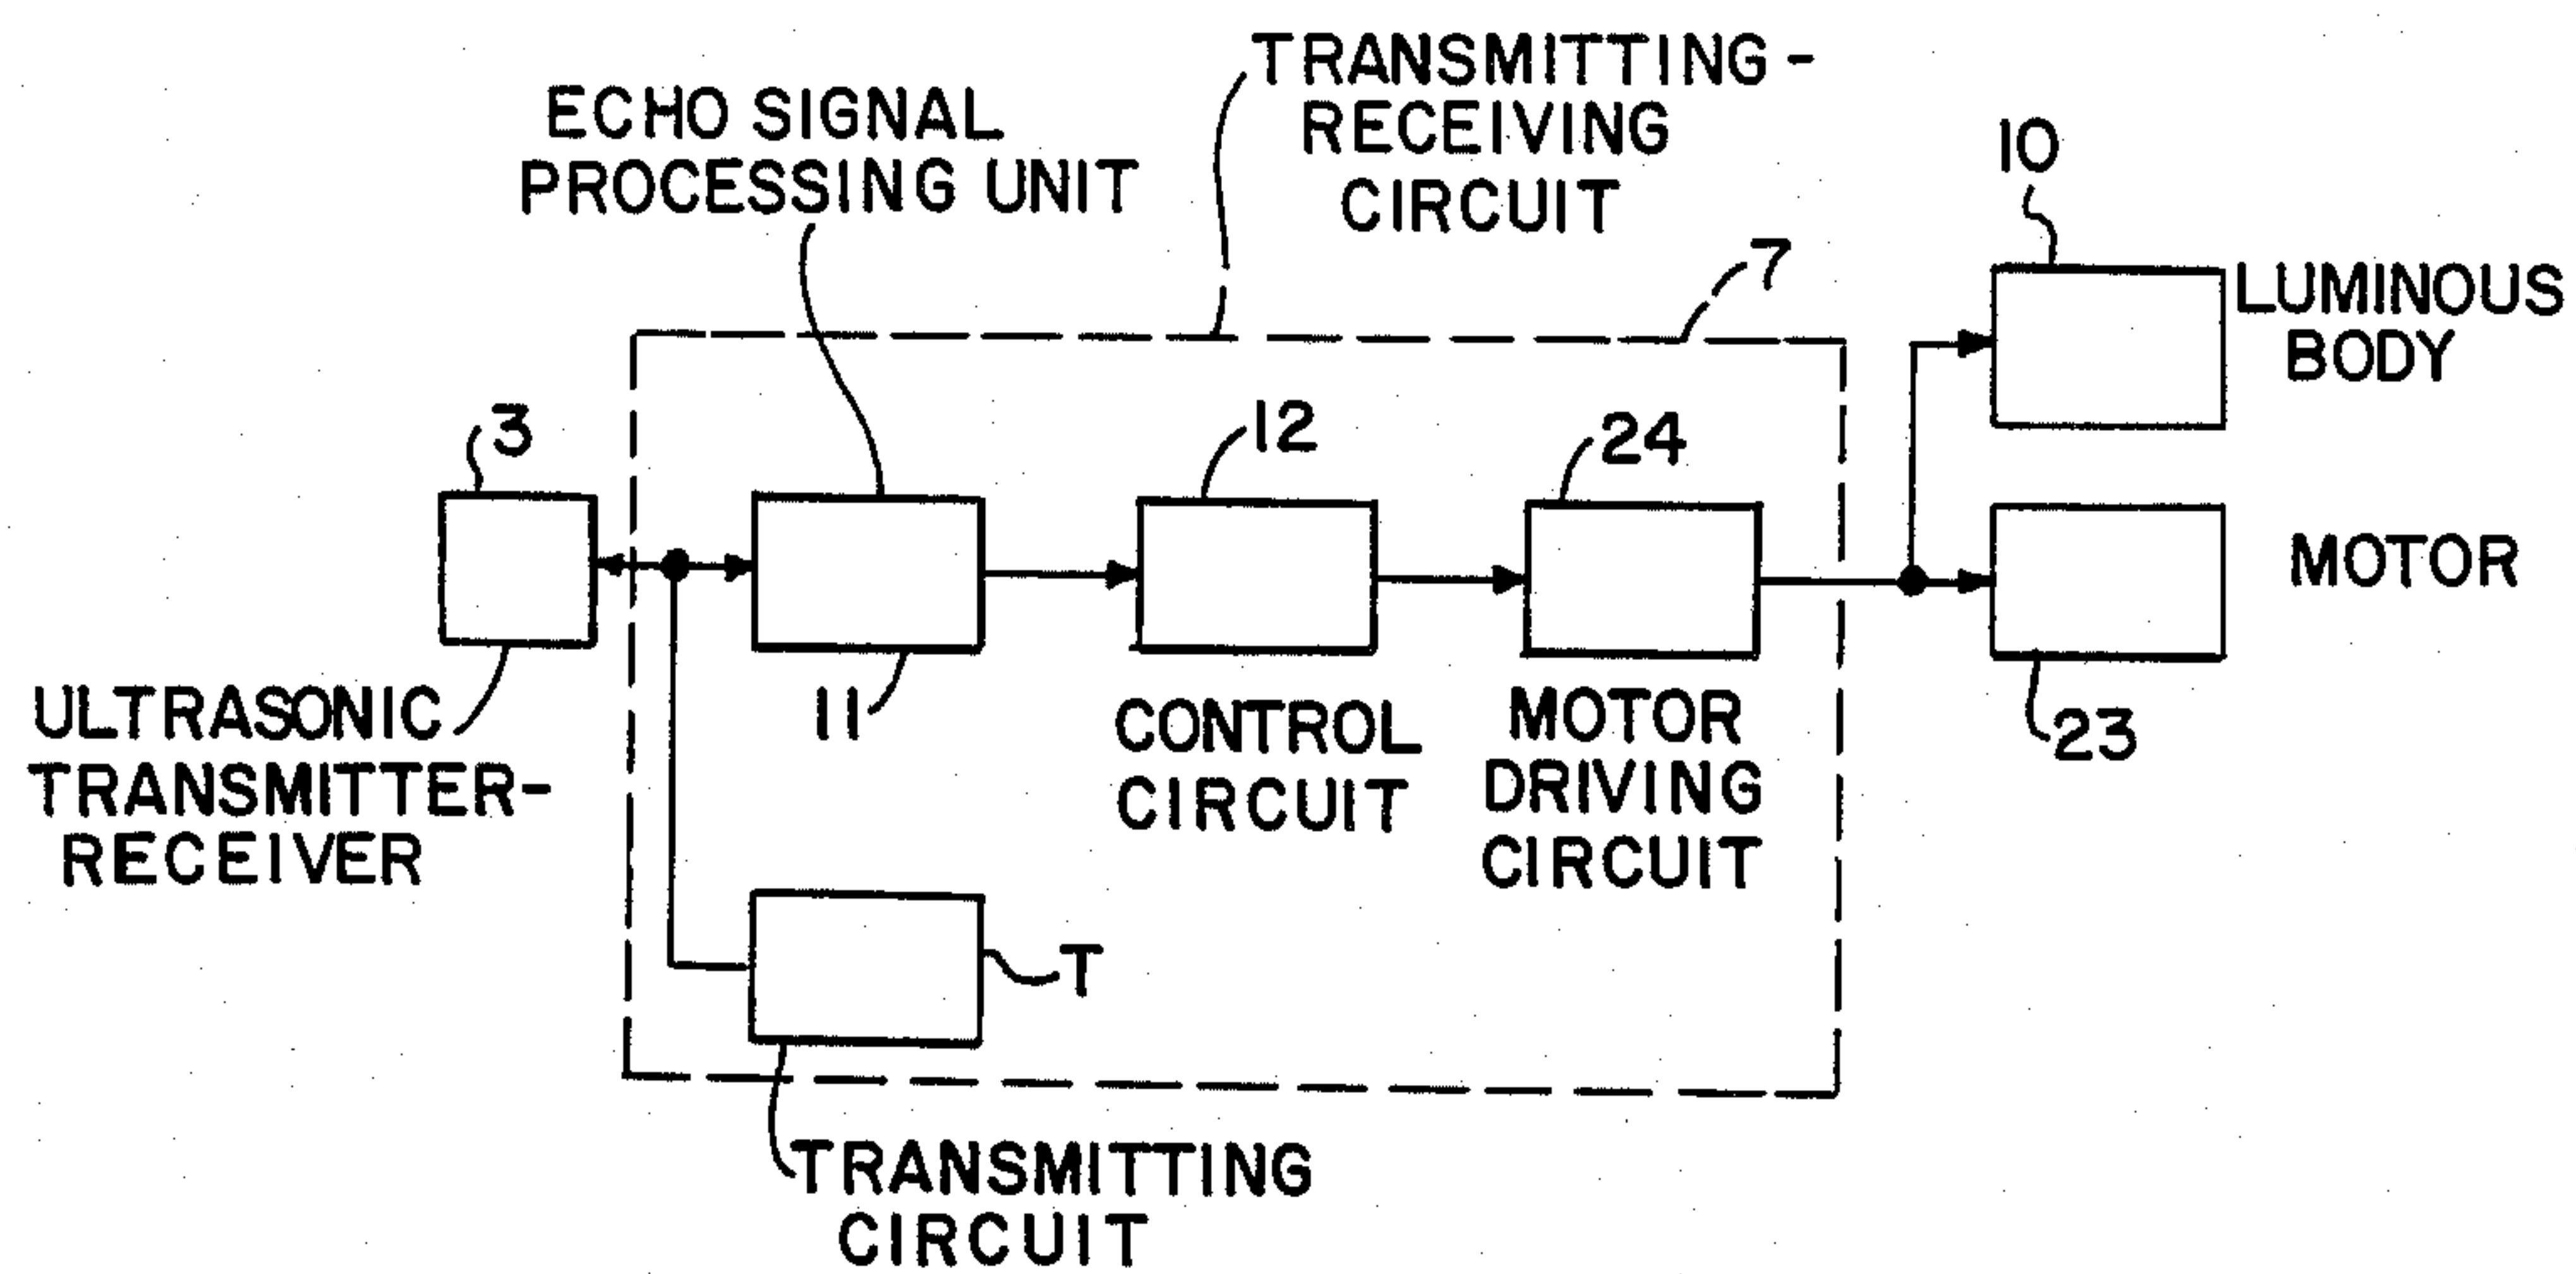 TRANSMITTING-
RECEIVING
CIRCUIT
ECHO SIGNAL
PROCESSING UNIT
10
7
LUMINOUS
BODY
3
12
24
MOTOR
ULTRASONIC
TRANSMITTER-
RECEIVER
11
CONTROL
CIRCUIT
MOTOR
DRIVING
CIRCUIT
23
T
TRANSMITTING
CIRCUIT